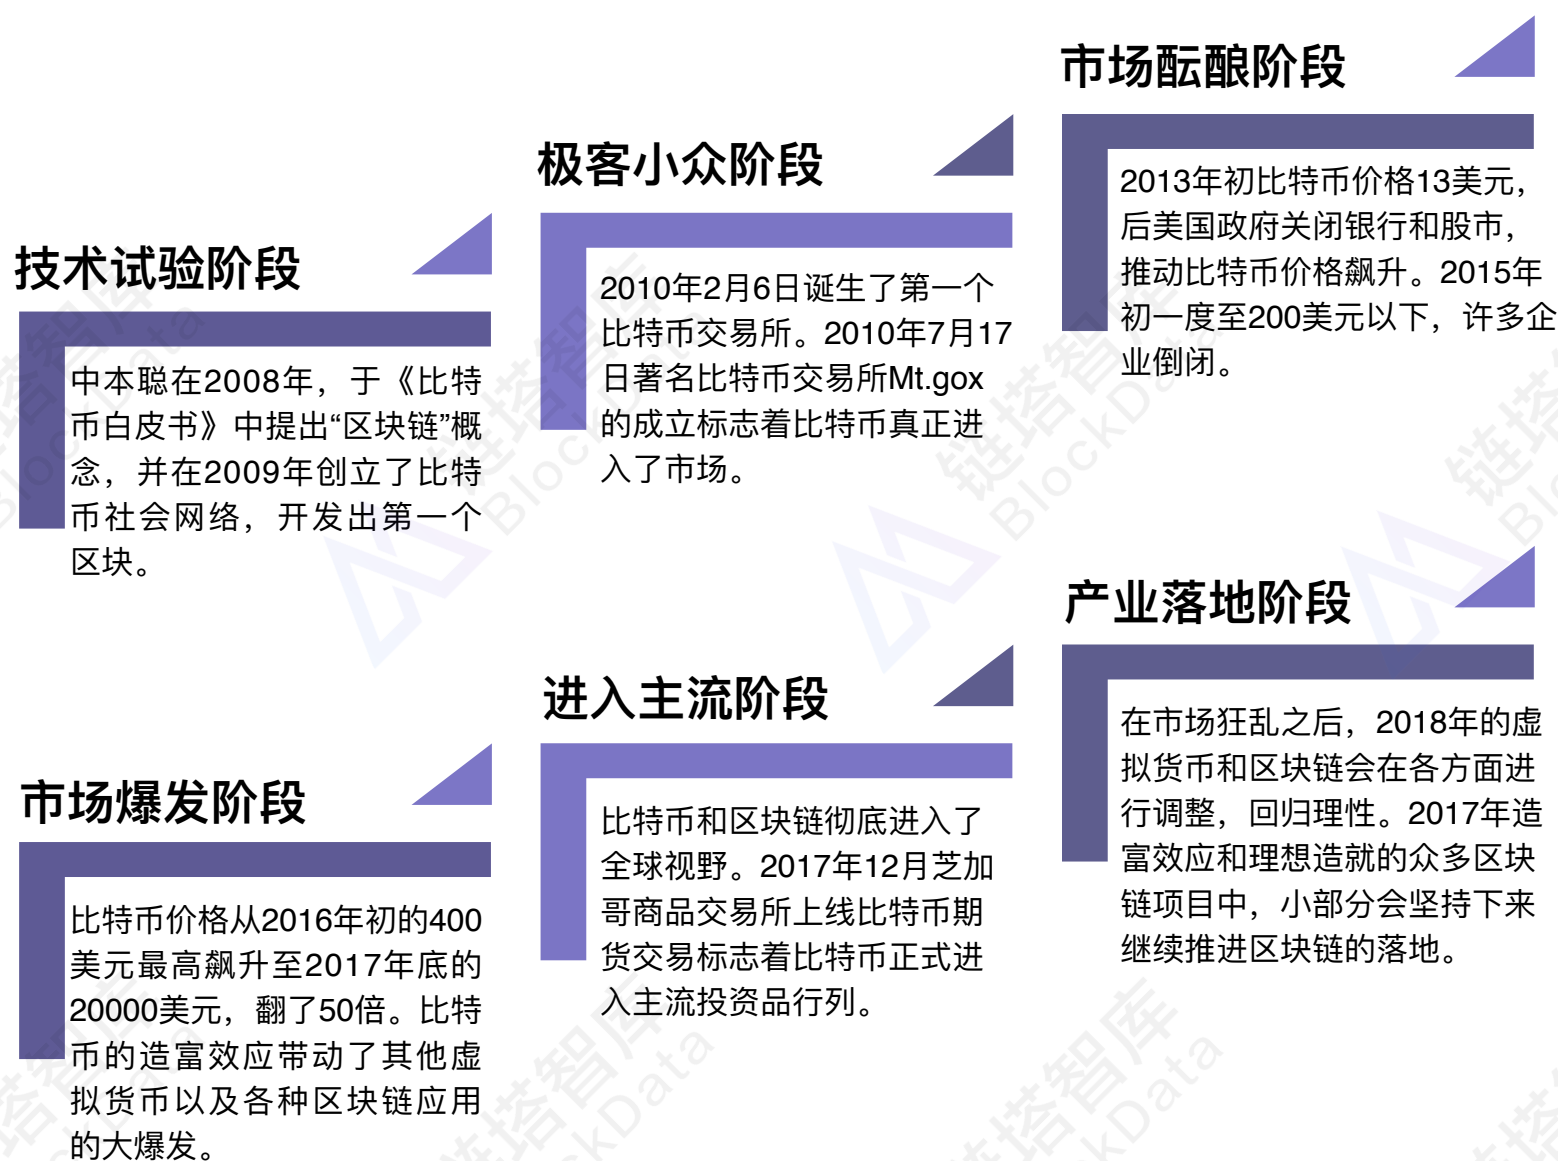 技术试验阶段
中本聪在2008年，于《比特
币白皮书》中提出“区块链”概
念，并在2009年创立了比特
币社会网络，开发出第一个
区块。
极客小众阶段
2010年2月6日诞生了第一个
比特币交易所。2010年7月17
日著名比特币交易所Mt.gox
的成立标志着比特币真正进
入了市场。
市场酝酿阶段
2013年初比特币价格13美元，
后美国政府关闭银行和股市，
推动比特币价格飙升。2015年
初一度至200美元以下，许多企
业倒闭。
市场爆发阶段
比特币价格从2016年初的400
美元最高飙升至2017年底的
20000美元，翻了50倍。比特
币的造富效应带动了其他虚
拟货币以及各种区块链应用
的大爆发。
进入主流阶段
比特币和区块链彻底进入了
全球视野。2017年12月芝加
哥商品交易所上线比特币期
货交易标志着比特币正式进
入主流投资品行列。
产业落地阶段
在市场狂乱之后，2018年的虚
拟货币和区块链会在各方面进
行调整，回归理性。2017年造
富效应和理想造就的众多区块
链项目中，小部分会坚持下来
继续推进区块链的落地。
链塔智库
BlockData